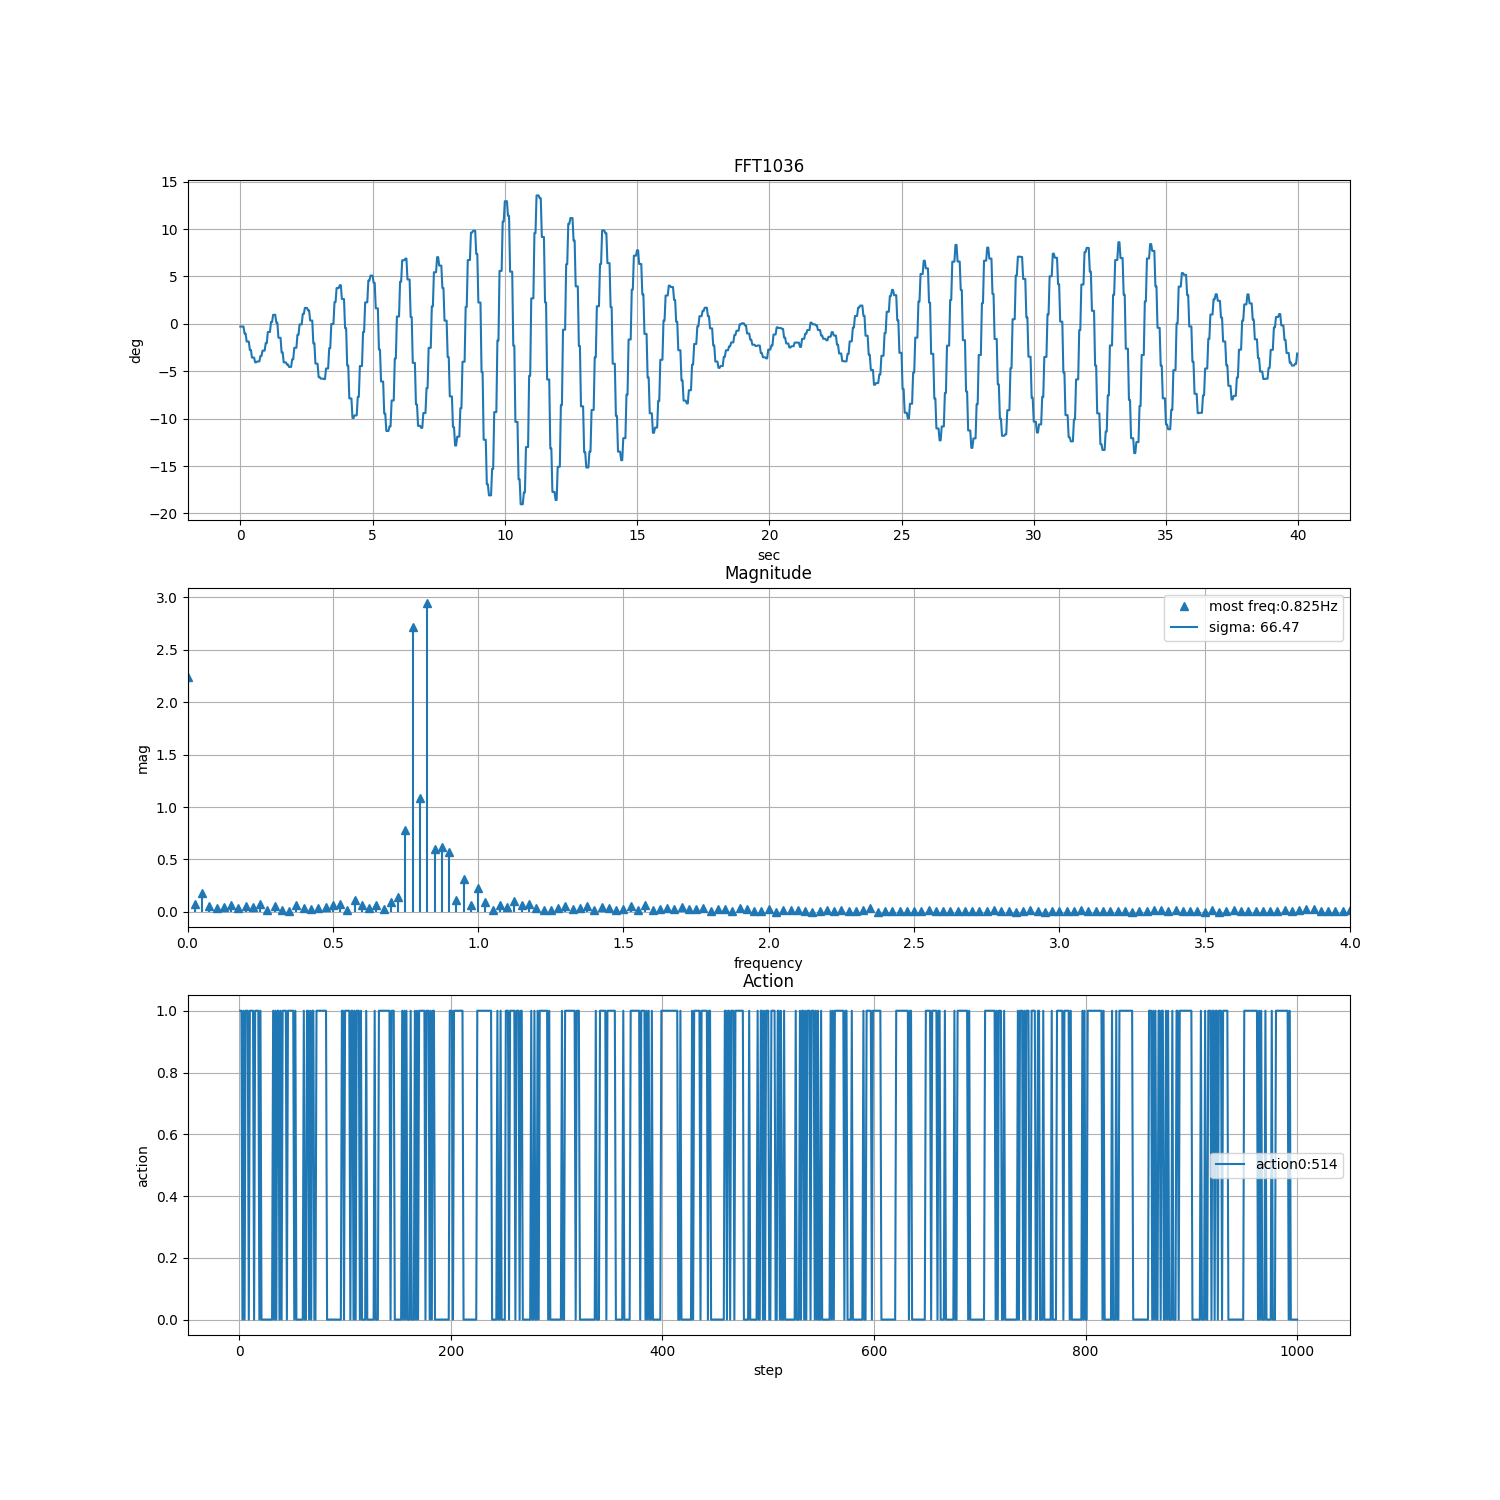 FFT1036
deg
15
10
5
0
−5
−10
−15
−20
0 5 10 15 20 25 30 35 40
sec
Magnitude
mag
3.0
2.5
2.0
1.5
1.0
0.5
0.0
most freq:0.825Hz
sigma: 66.47
0.0 0.5 1.0 1.5 2.0 2.5 3.0 3.5 4.0
frequency
Action
action
1.0
0.8
0.6
0.4
0.2
0.0
action0:514
0 200 400 600 800 1000
step